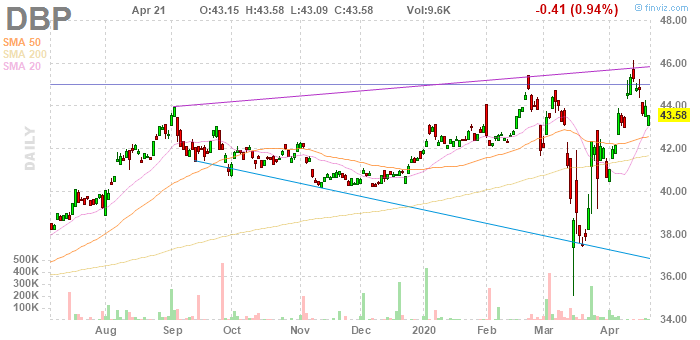 DBP Apr 21 O:43.15 H:43.58 L:43.09 C:43.58 Vol:9.6K -0.41 (0.94%) © finviz.com
SMA 50
SMA 200
SMA 20
DAILY
48.00
46.00
44.00
43.58
42.00
40.00
38.00
36.00
34.00
500K
400K
300K
200K
100K
Aug Sep Oct Nov Dec 2020 Feb Mar Apr